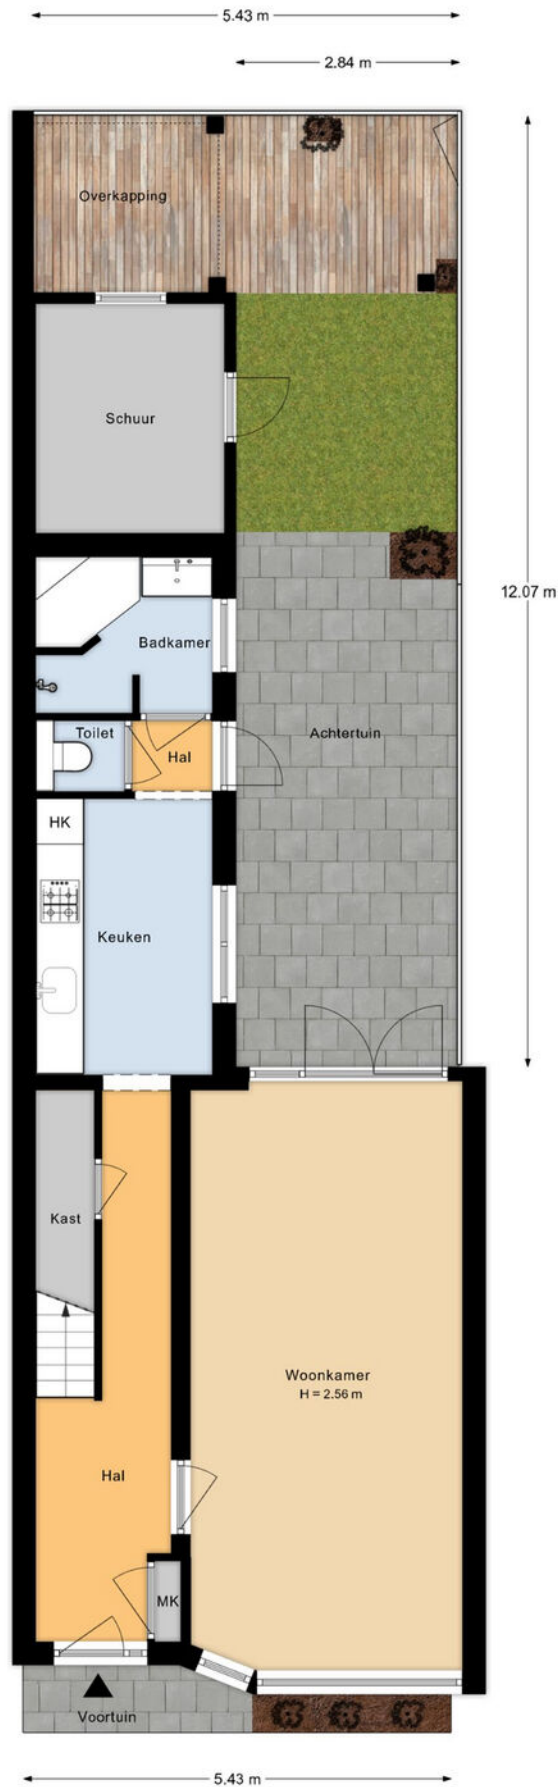 5.43 m
2.84 m
Overkapping
Schuur
12.07 m
Badkamer
Toilet
Achtertuin
Hal
HK
Keuken
Kast
Woonkamer
H = 2.56 m
Hal
MK
Voortuin
5.43 m